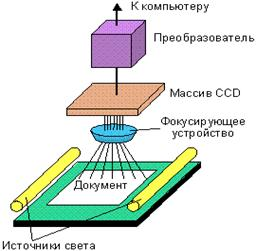 К компьютеру
Преобразователь
Массив CCD
Фокусирующее
устройство
Документ
Источники света